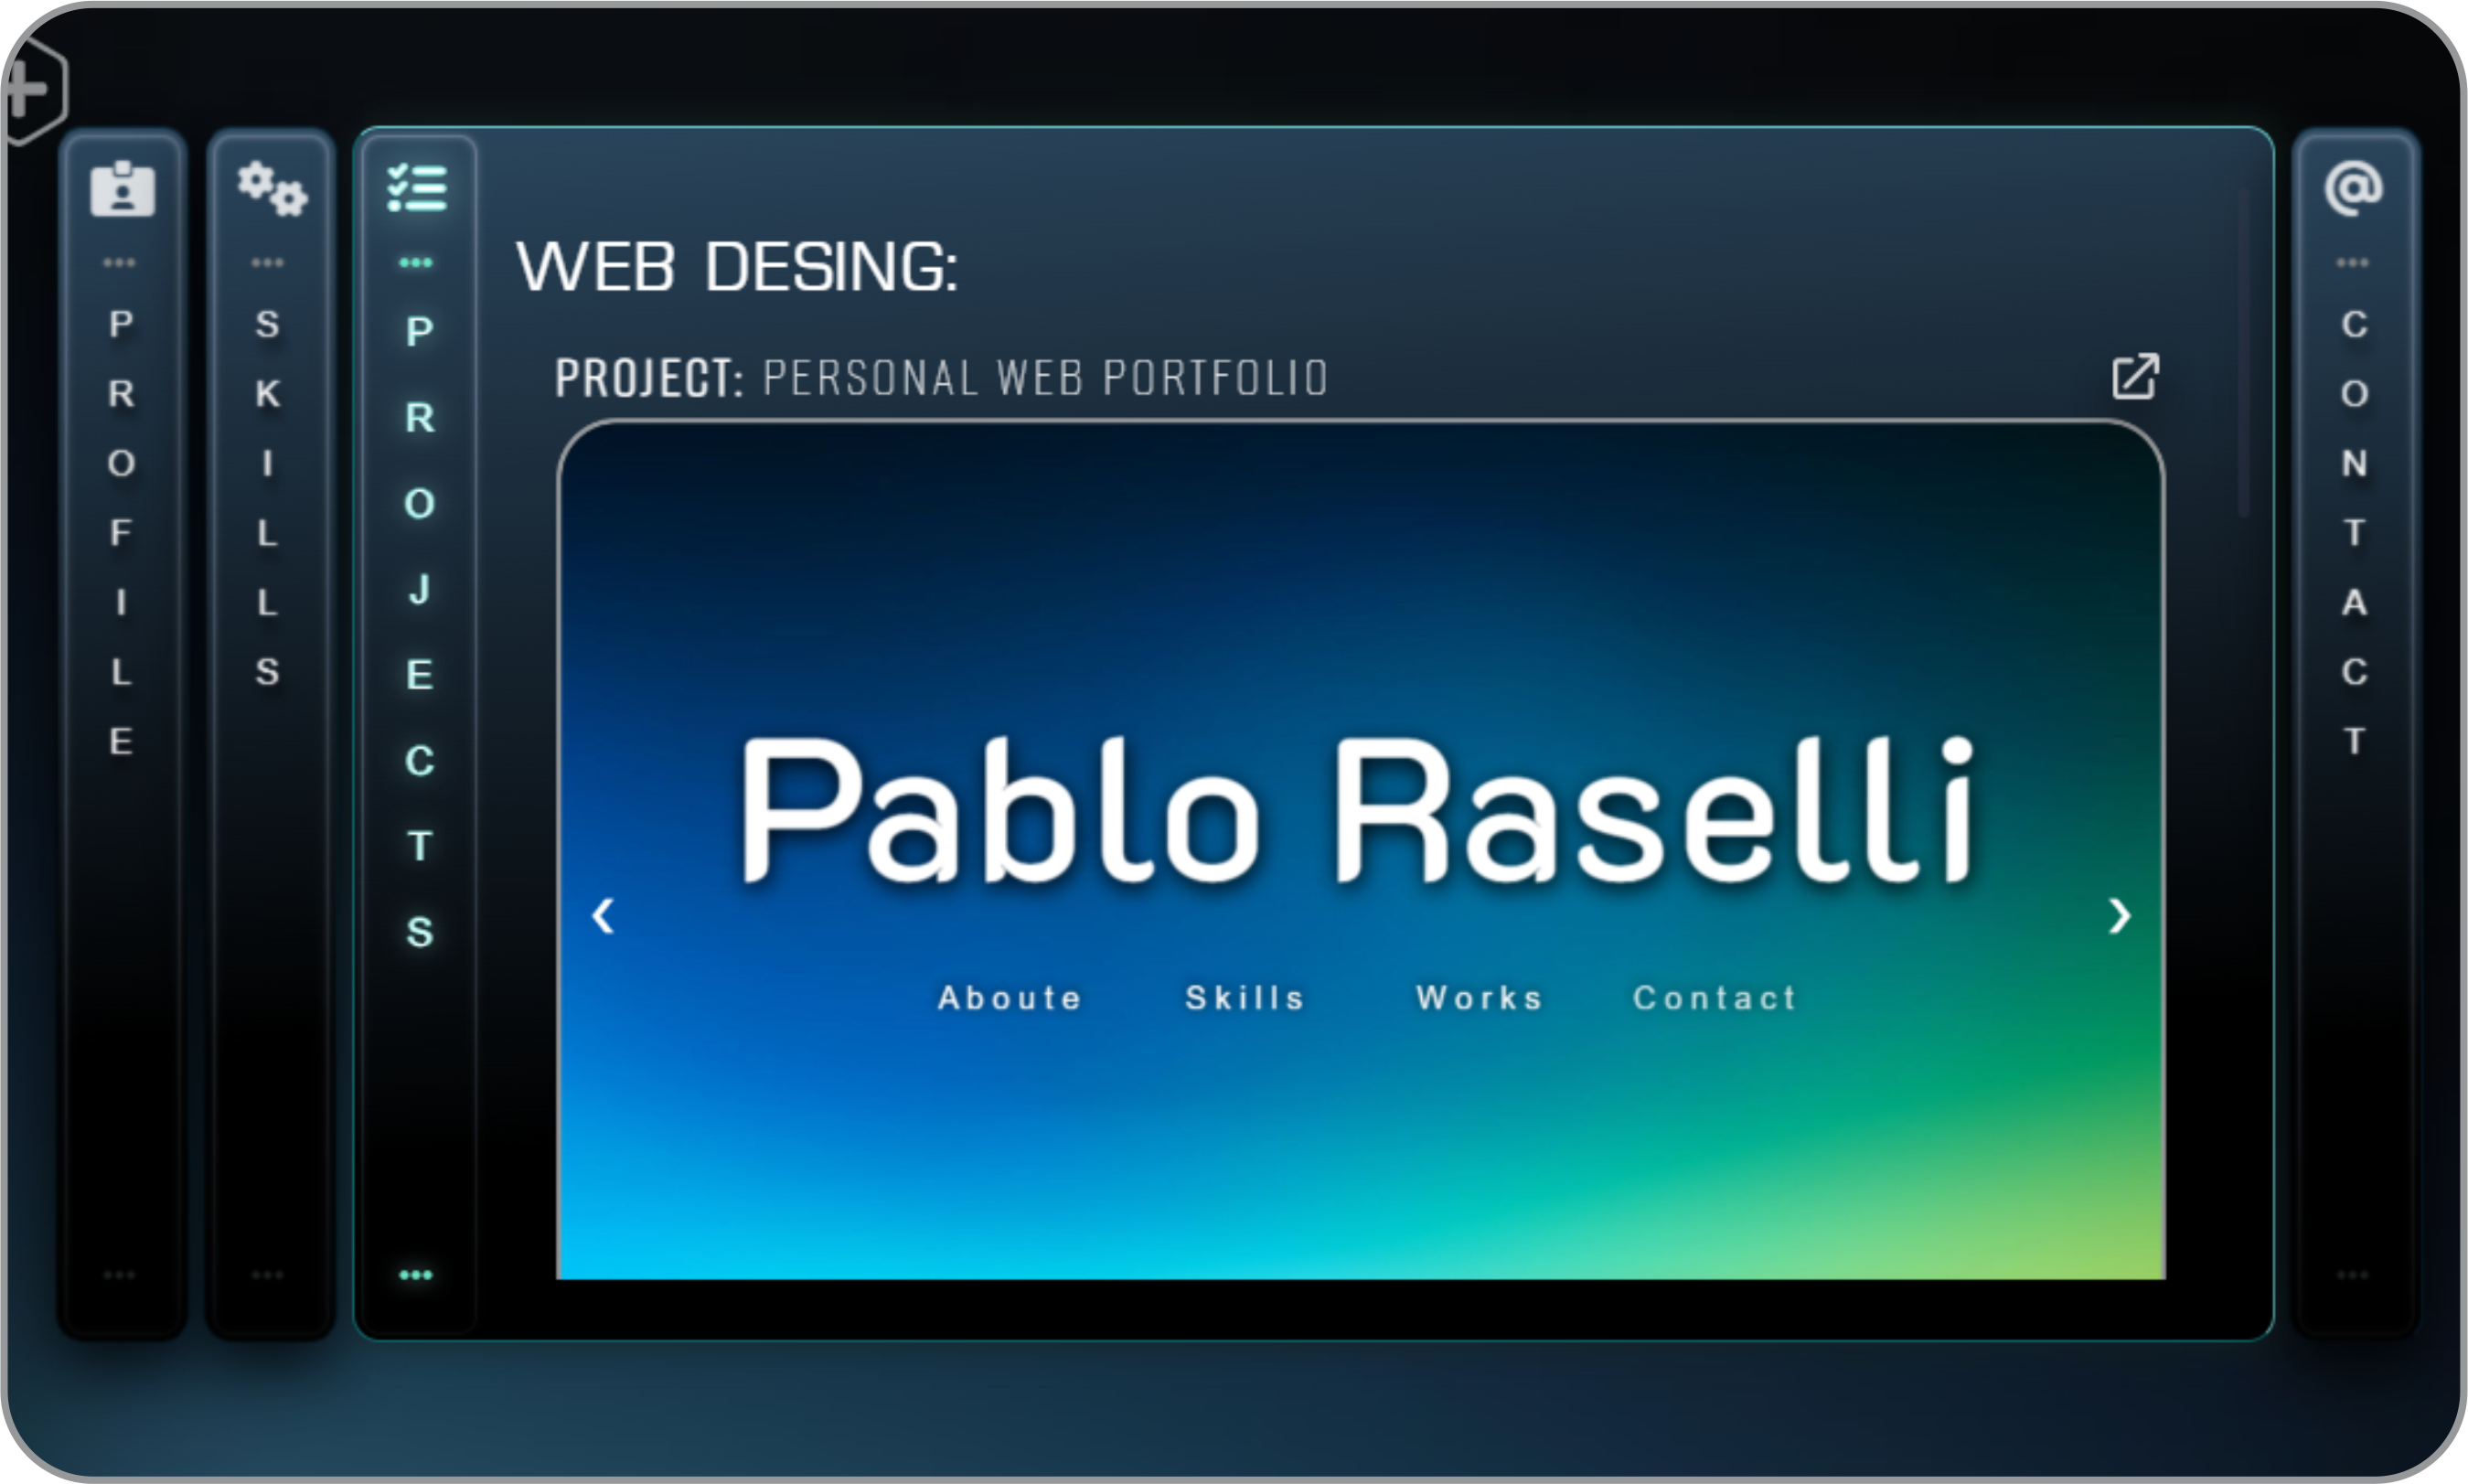 PROFILE
SKILLS
PROJECTS
WEB DESING:
PROJECT: PERSONAL WEB PORTFOLIO
Pablo Raselli
Aboute Skills Works Contact
CONTACT